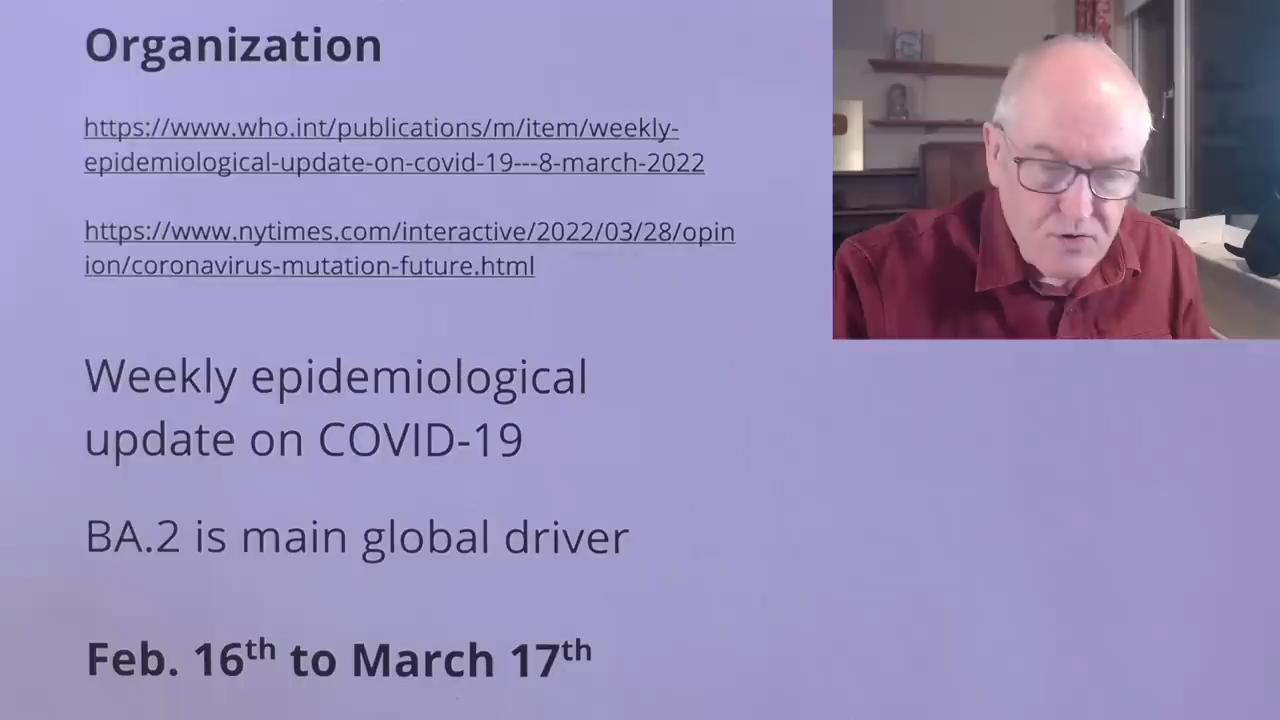 Organization
https://www.who.int/publications/m/item/weekly-
epidemiological-update-on-covid-19---8-march-2022
https://www.nytimes.com/interactive/2022/03/28/opin
ion/coronavirus-mutation-future.html
Weekly epidemiological
update on COVID-19
BA.2 is main global driver
Feb. 16th to March 17th